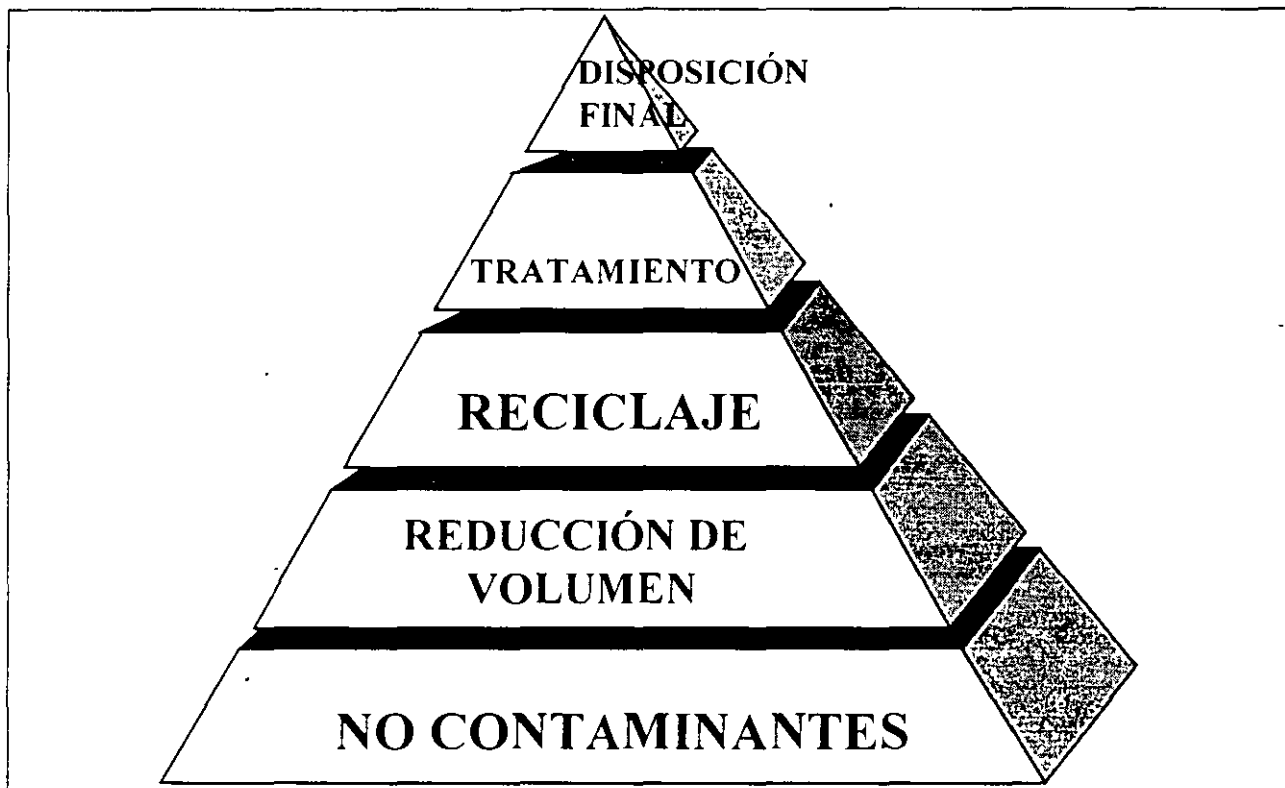 DISPOSICIÓN
FINAL
TRATAMIENTO
RECICLAJE
REDUCCIÓN DE
VOLUMEN
NO CONTAMINANTES